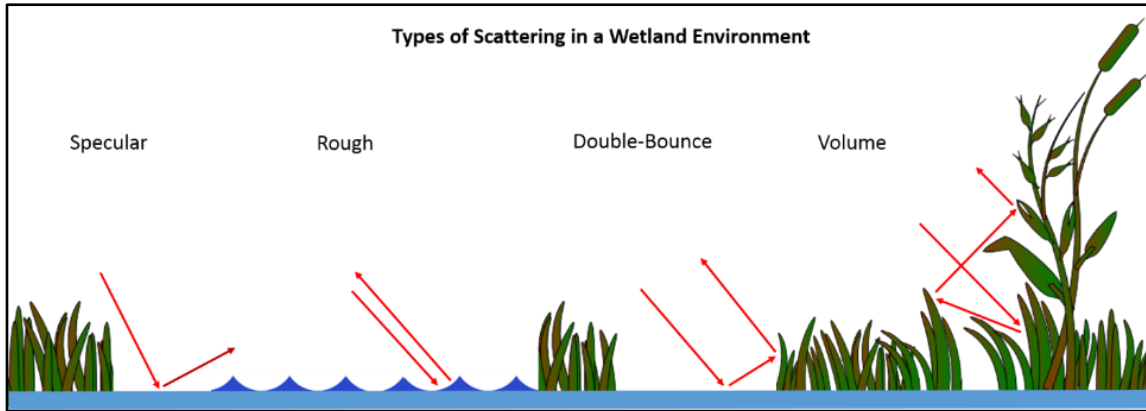 Types of Scattering in a Wetland Environment
Specular
Rough
Double-Bounce
Volume